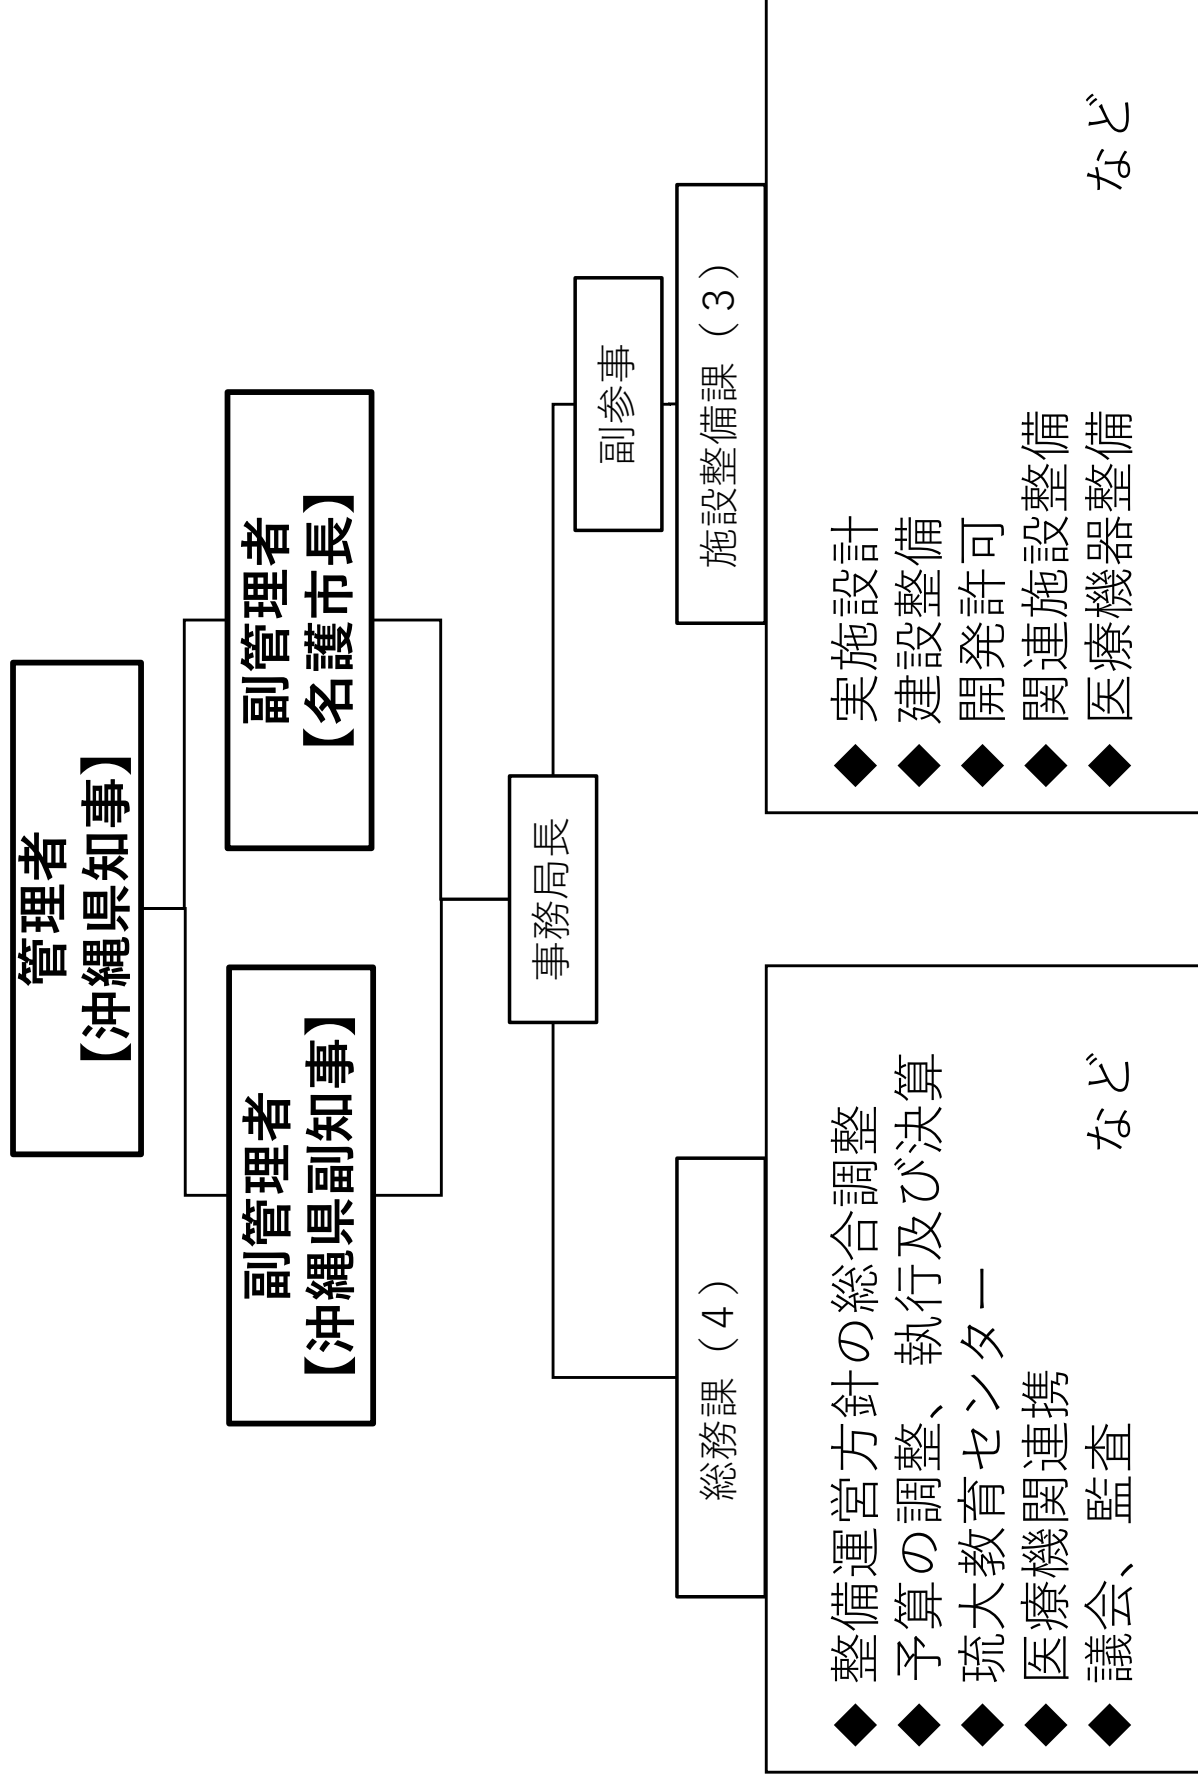 管理者
【沖縄県知事】
副管理者
【沖縄県副知事】
副管理者
【名護市長】
事務局長
副参事
総務課（４）
施設整備課（３）
◆ 整備運営方針の総合調整
◆ 予算の調整、執行及び決算
◆ 琉大教育センター
◆ 医療機関連携
◆ 議会、監査 など
◆ 実施設計
◆ 建設整備
◆ 開発許可
◆ 関連施設整備
◆ 医療機器整備 など